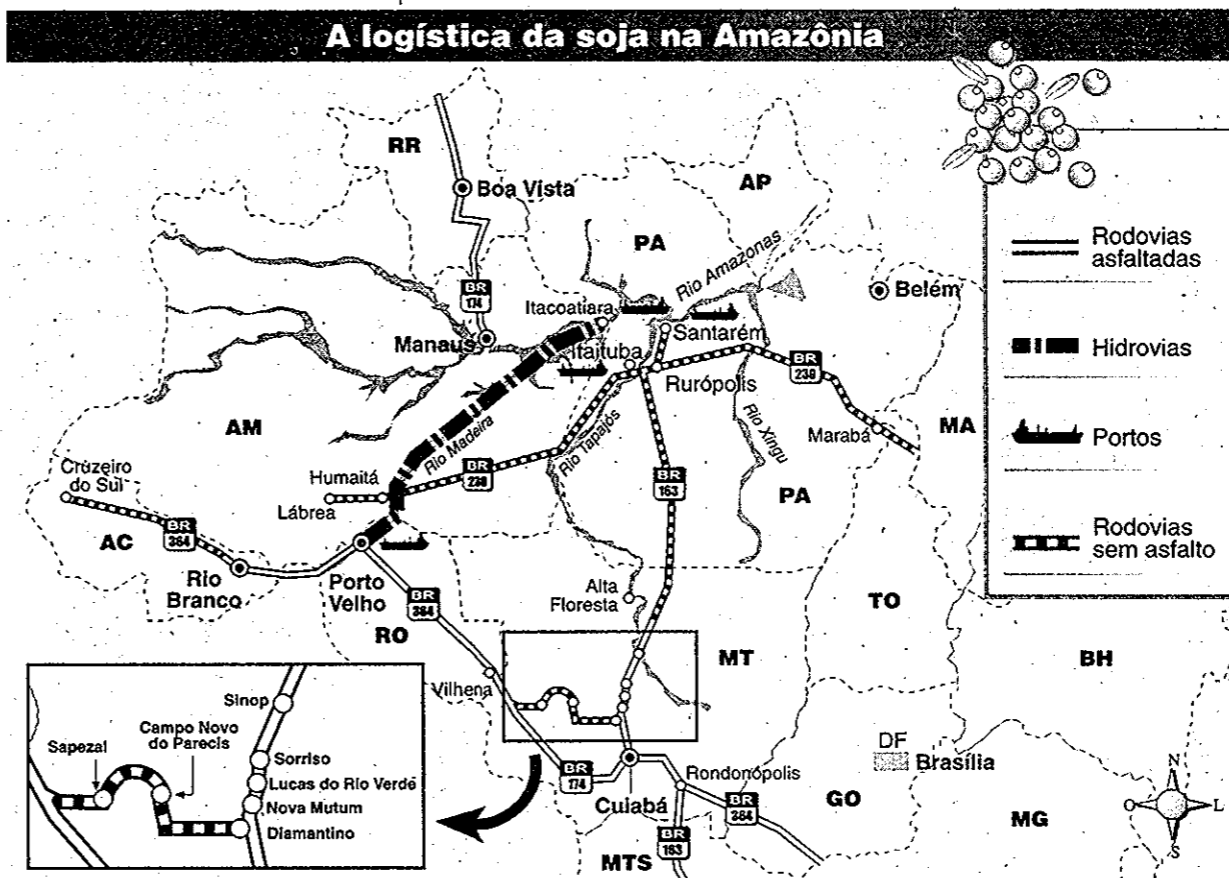 A logística da soja na Amazônia
RR
Boa Vista
AP
PA
BR
174
Rio Amazonas
Itacoatiara
Belém
Manaus
Santarém
Itaituba
Rurópolis
BR
230
AM
Rio Madeira
Rio Tapajós
Rio Xingu
Marabá
MA
Cruzeiro
do Sul
Humaitá
Lábrea
BR
230
BR
163
PA
BR
364
AC
Rio
Branco
Porto
Velho
Alta
Floresta
BR
364
RO
TO
MT
BH
Vilhena
DF
Brasília
BR
174
Cuiabá
Rondonópolis
BR
364
GO
MG
BR
163
MTS
N
O
L
S
Rodovias
asfaltadas
Hidrovias
Portos
Rodovias
sem asfalto
Sinop
Campo Novo
do Parecis
Sapezal
Sorriso
Lucas do Rio Verde
Nova Mutum
Diamantino